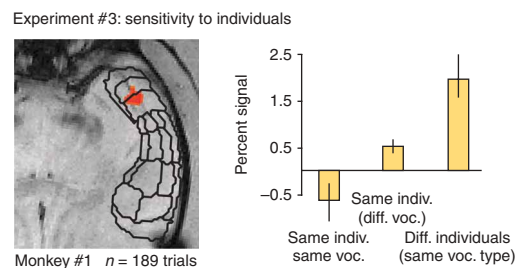 Experiment #3: sensitivity to individuals
Monkey #1 n = 189 trials
Percent signal
2.5
1.5
0.5
–0.5
Same indiv.
(diff. voc.)
Same indiv.
same voc.
Diff. individuals
(same voc. type)